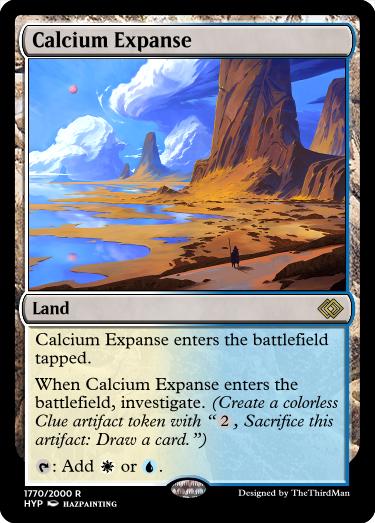 Calcium Expanse
Land
Calcium Expanse enters the battlefield
tapped.
When Calcium Expanse enters the
battlefield, investigate. (Create a colorless
Clue artifact token with “ 2 , Sacrifice this
artifact: Draw a card.”)
: Add or .
1770/2000 R
HYP HAZPAINTING
Designed by TheThirdMan